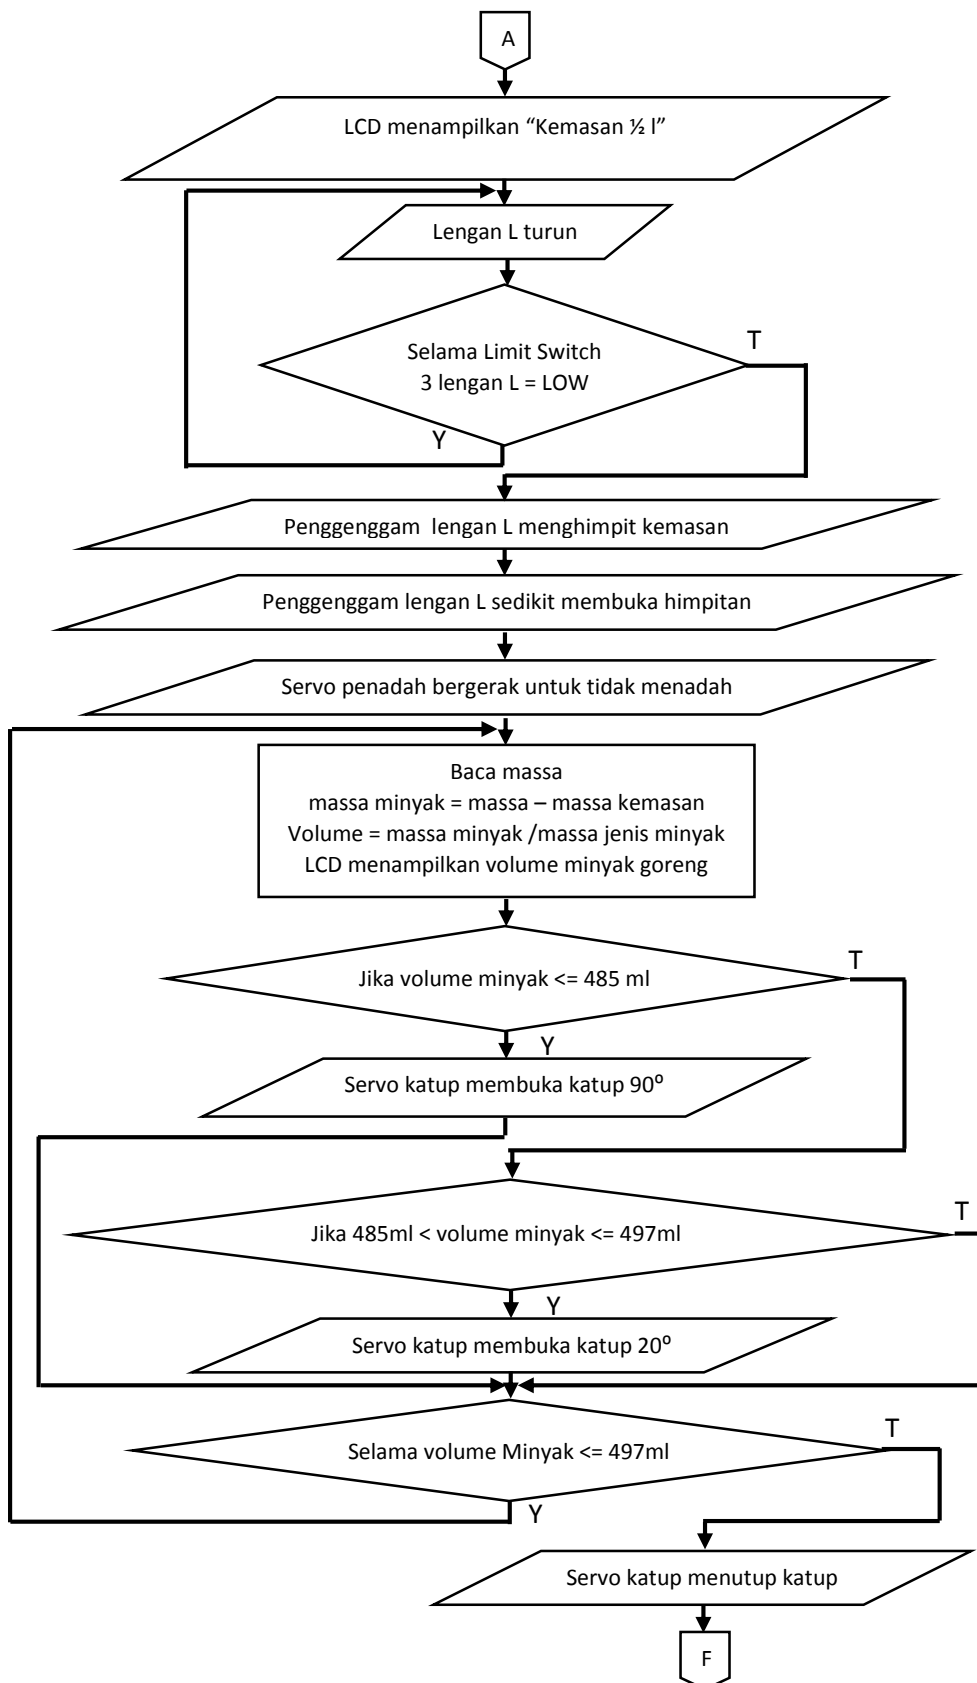 A
LCD menampilkan “Kemasan ½ l”
Lengan L turun
Selama Limit Switch
3 lengan L = LOW
T
Y
Penggenggam lengan L menghimpit kemasan
Penggenggam lengan L sedikit membuka himpitan
Servo penadah bergerak untuk tidak menadah
Baca massa
massa minyak = massa – massa kemasan
Volume = massa minyak /massa jenis minyak
LCD menampilkan volume minyak goreng
Jika volume minyak <= 485 ml
T
Y
Servo katup membuka katup 90⁰
Jika 485ml < volume minyak <= 497ml
T
Y
Servo katup membuka katup 20⁰
Selama volume Minyak <= 497ml
T
Y
Servo katup menutup katup
F